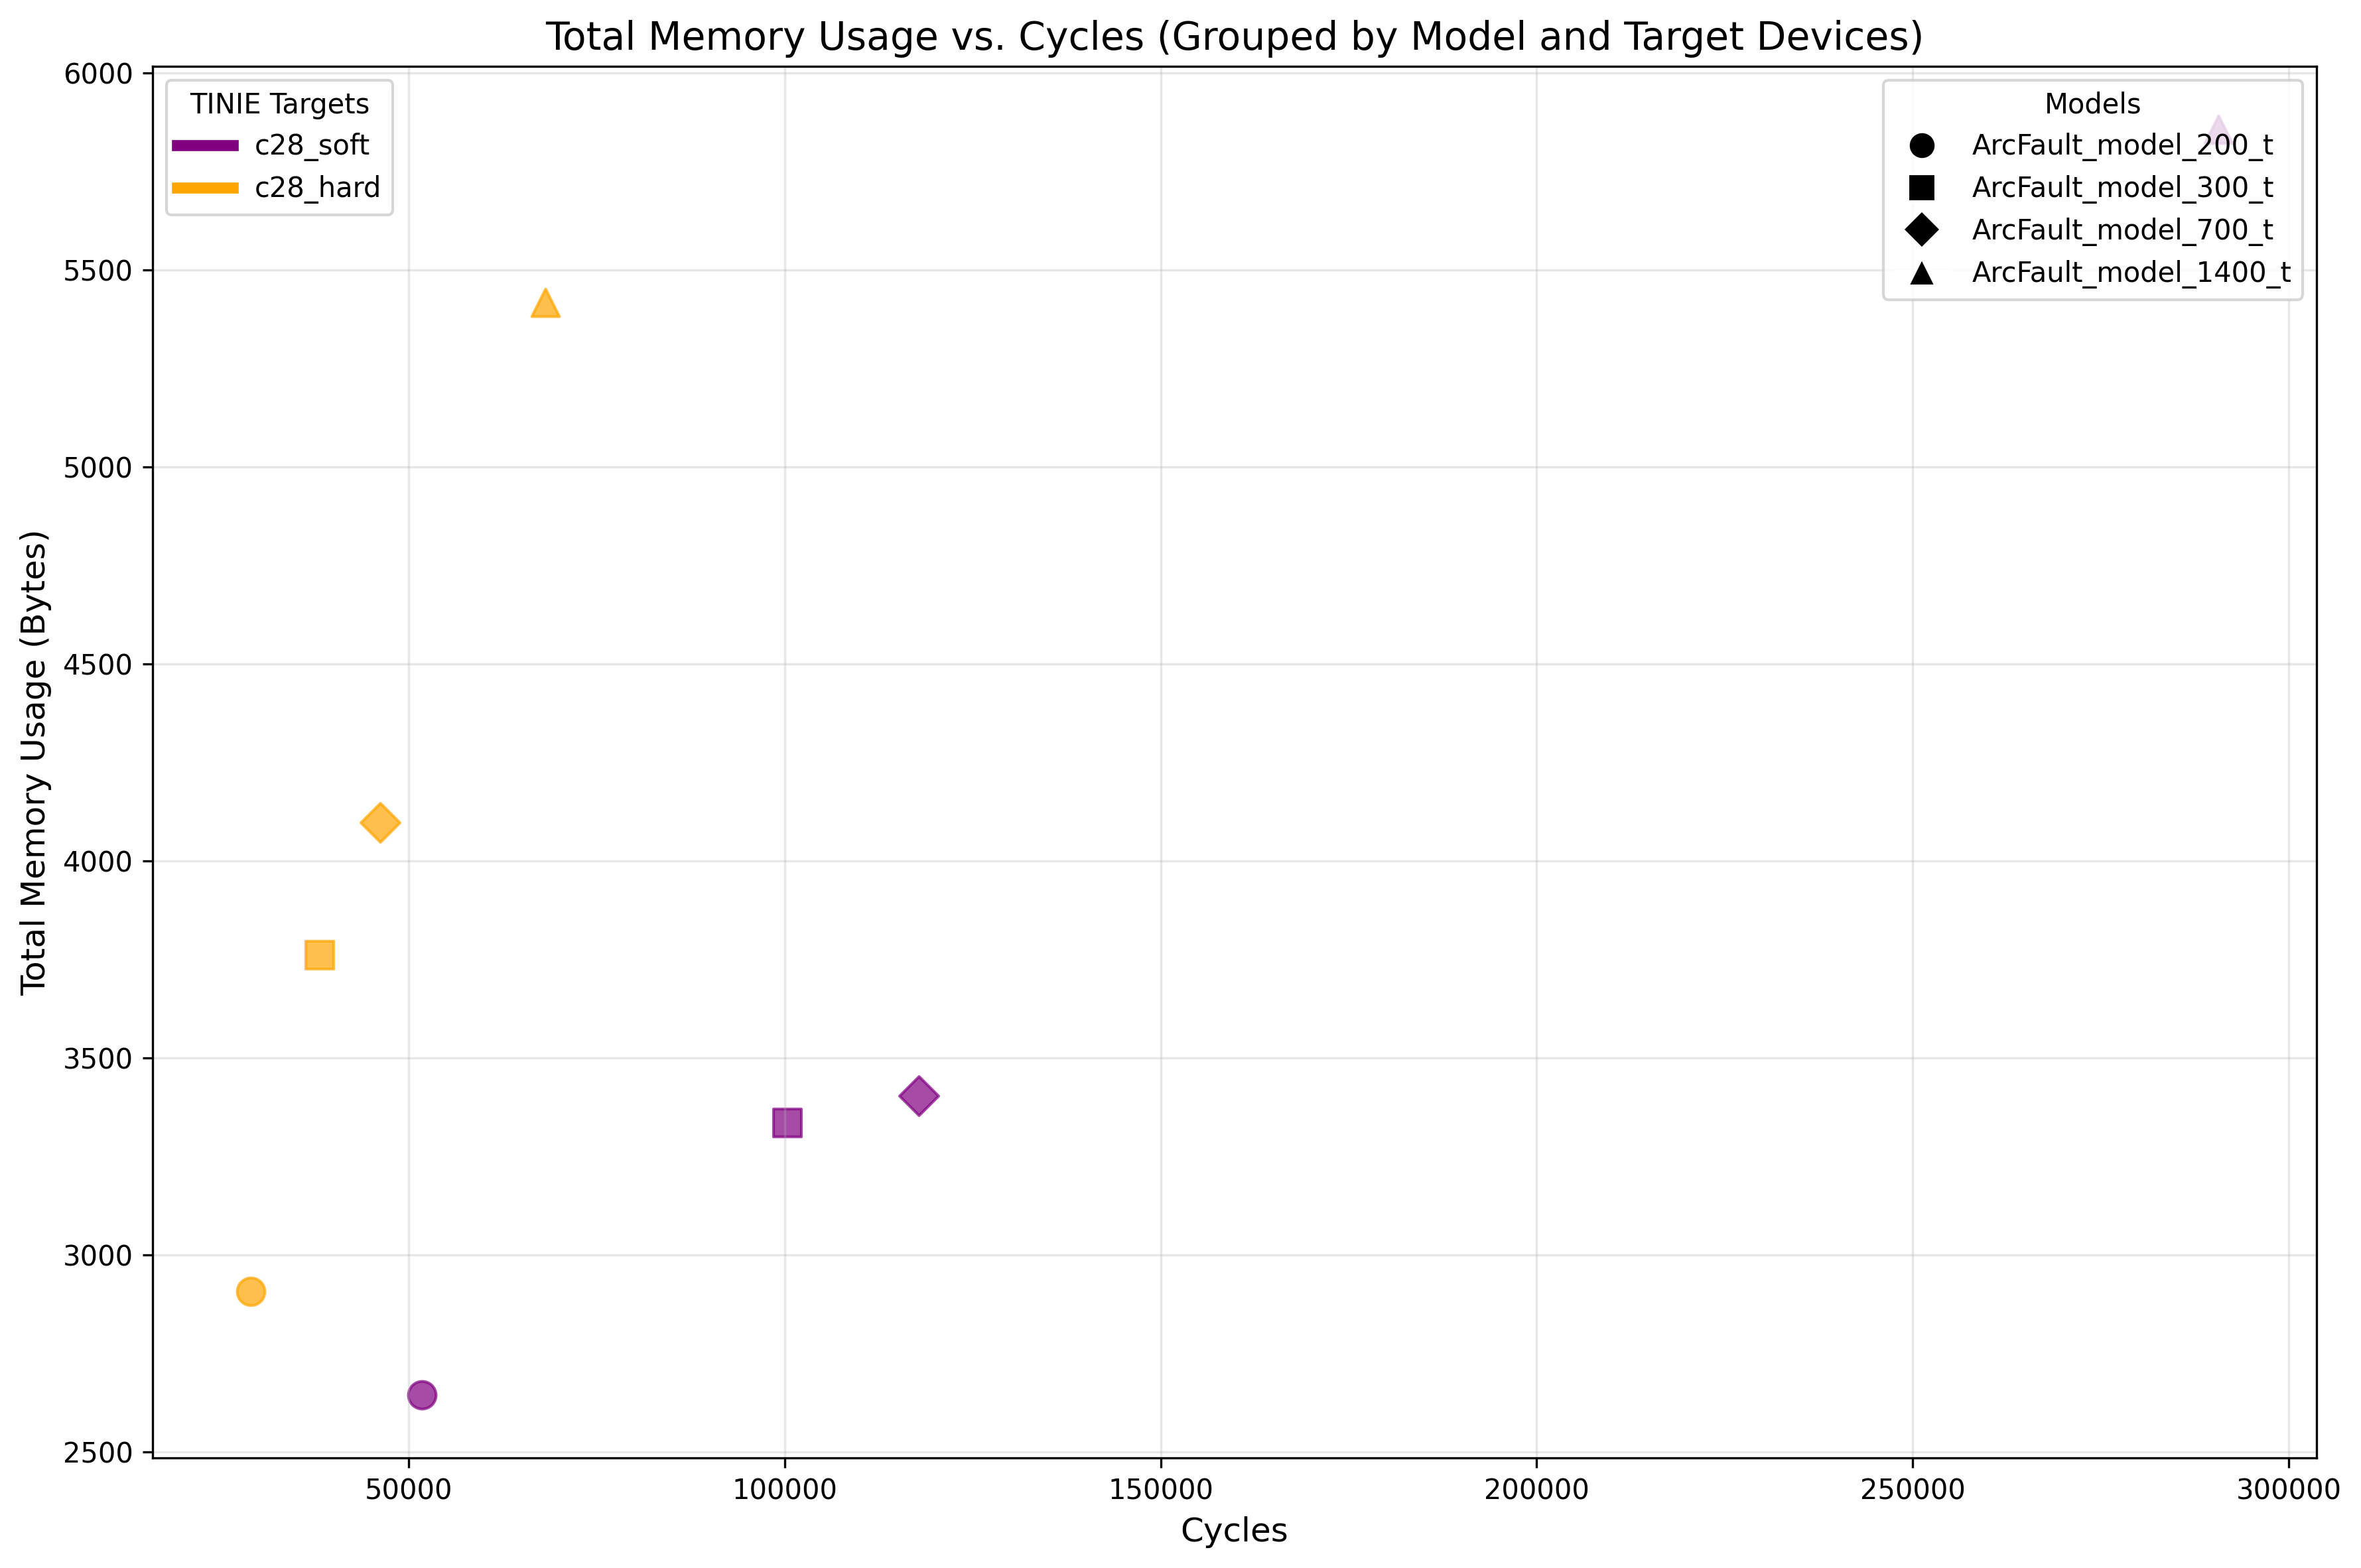 Total Memory Usage vs. Cycles (Grouped by Model and Target Devices)
TINIE Targets
c28_soft
c28_hard
Models
ArcFault_model_200_t
ArcFault_model_300_t
ArcFault_model_700_t
ArcFault_model_1400_t
Total Memory Usage (Bytes)
6000
5500
5000
4500
4000
3500
3000
2500
50000
100000
150000
200000
250000
300000
Cycles